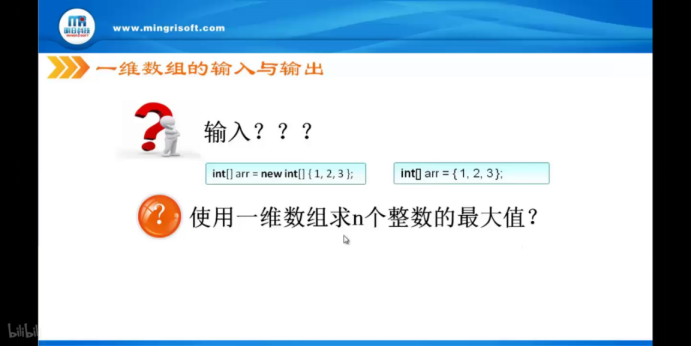 www.mingrisoft.com
一维数组的输入与输出
输入？？？
int[] arr = new int[] { 1, 2, 3 };
int[] arr = { 1, 2, 3 };
使用一维数组求n个整数的最大值？
bilibili